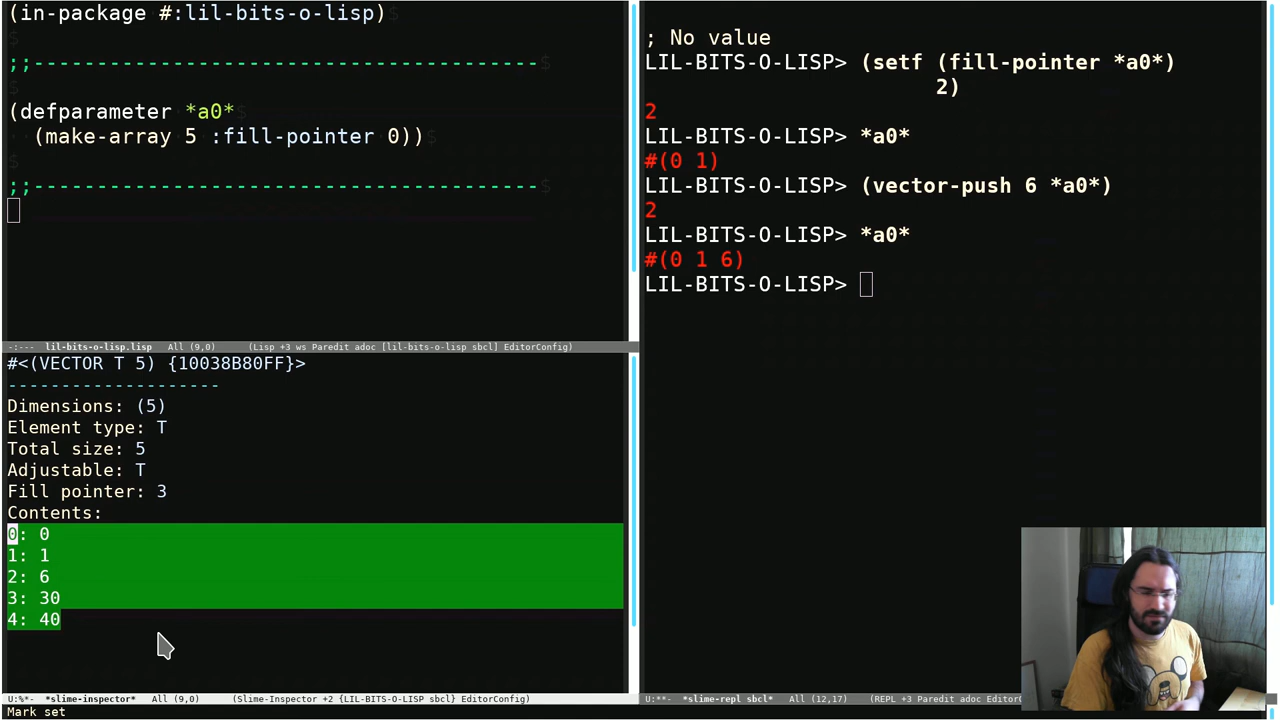 (in-package #:lil-bits-o-lisp)$
$
;;----------------------------------------$
$
(defparameter *a0*$
(make-array 5 :fill-pointer 0))$
$
;;----------------------------------------$
-:--- lil-bits-o-lisp.lisp All (9,0) (Lisp +3 ws Paredit adoc [lil-bits-o-lisp sbcl] EditorConfig)
#<(VECTOR T 5) {10038B80FF}>
--------------------
Dimensions: (5)
Element type: T
Total size: 5
Adjustable: T
Fill pointer: 3
Contents:
0: 0
1: 1
2: 6
3: 30
4: 40
U:%*- *slime-inspector* All (9,0) (Slime-Inspector +2 {LIL-BITS-O-LISP sbcl} EditorConfig)
Mark set
; No value
LIL-BITS-O-LISP> (setf (fill-pointer *a0*)
2)
2
LIL-BITS-O-LISP> *a0*
#(0 1)
LIL-BITS-O-LISP> (vector-push 6 *a0*)
2
LIL-BITS-O-LISP> *a0*
#(0 1 6)
LIL-BITS-O-LISP>
U:**- *slime-repl sbcl* All (12,17) (REPL +3 Paredit adoc EditorCon